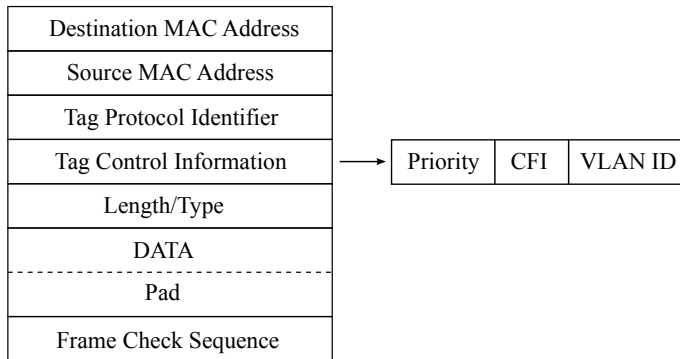 Destination MAC Address
Source MAC Address
Tag Protocol Identifier
Tag Control Information
Priority CFI VLAN ID
Length/Type
DATA
Pad
Frame Check Sequence